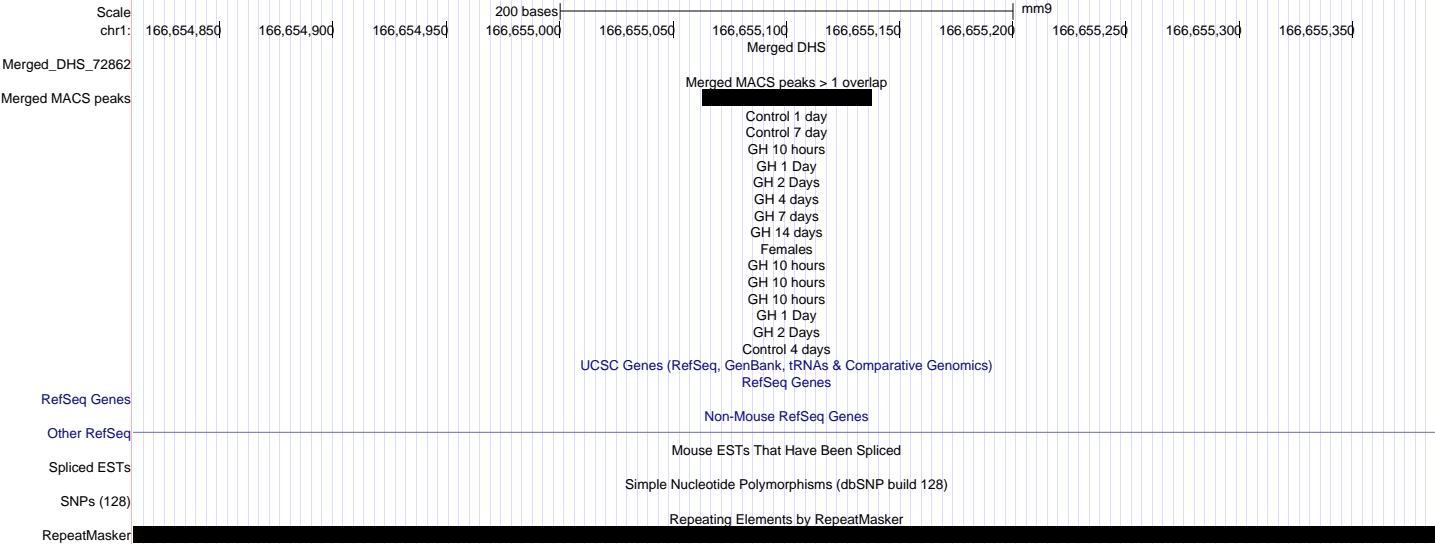 Scale 200 bases mm9
chr1: 166,654,850 166,654,900 166,654,950 166,655,000 166,655,050 166,655,100 166,655,150 166,655,200 166,655,250 166,655,300 166,655,350
Merged DHS
Merged_DHS_72862
Merged MACS peaks > 1 overlap
Merged MACS peaks
Control 1 day
Control 7 day
GH 10 hours
GH 1 Day
GH 2 Days
GH 4 days
GH 7 days
GH 14 days
Females
GH 10 hours
GH 10 hours
GH 10 hours
GH 1 Day
GH 2 Days
Control 4 days
UCSC Genes (RefSeq, GenBank, tRNAs & Comparative Genomics)
RefSeq Genes
RefSeq Genes
Non-Mouse RefSeq Genes
Other RefSeq
Mouse ESTs That Have Been Spliced
Spliced ESTs
Simple Nucleotide Polymorphisms (dbSNP build 128)
SNPs (128)
Repeating Elements by RepeatMasker
RepeatMasker